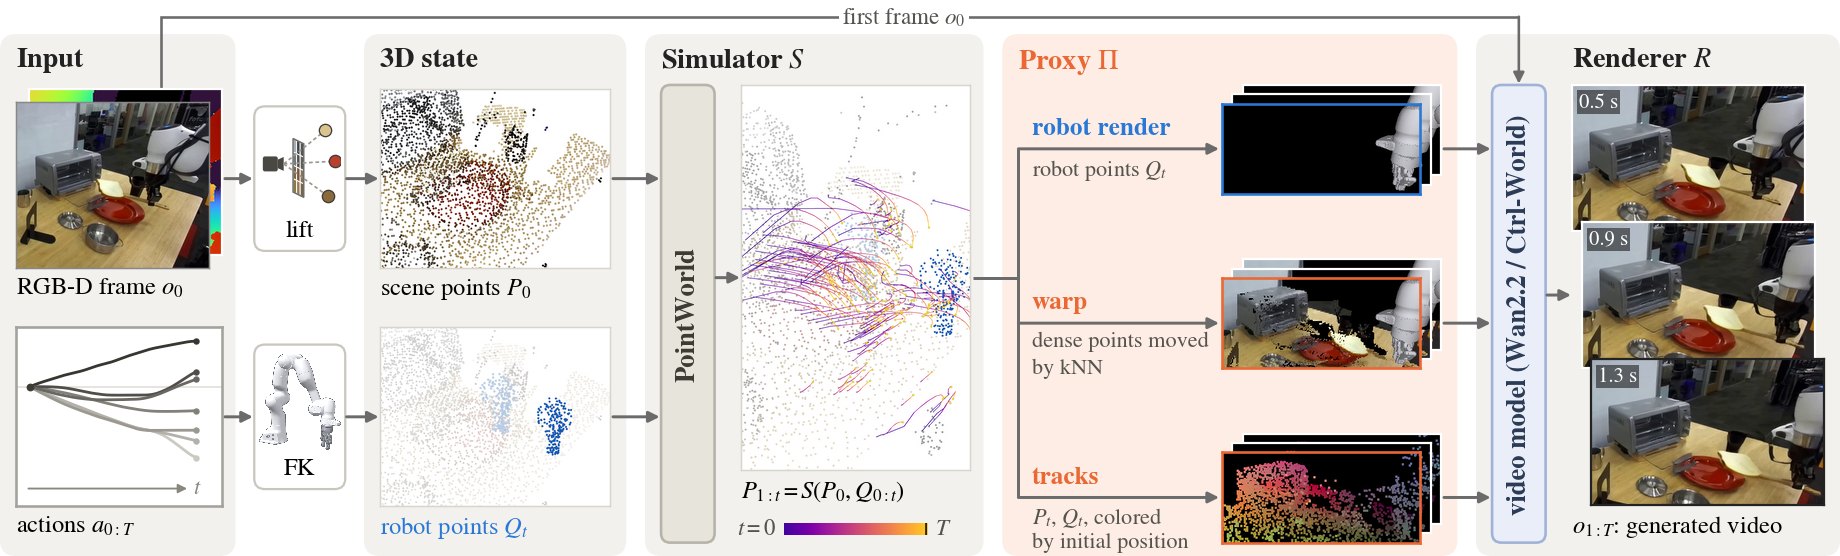 first frame o₀
Input
RGB-D frame o₀
actions a₀:T
t
lift
FK
3D state
scene points P₀
robot points Qₜ
Simulator S
PointWorld
P₁:ₜ = S(P₀, Q₀:ₜ)
t = 0 T
Proxy Π
robot render
robot points Qₜ
warp
dense points moved
by kNN
tracks
Pₜ, Qₜ, colored
by initial position
video model (Wan2.2 / Ctrl-World)
Renderer R
0.5 s
0.9 s
1.3 s
o₁:T: generated video